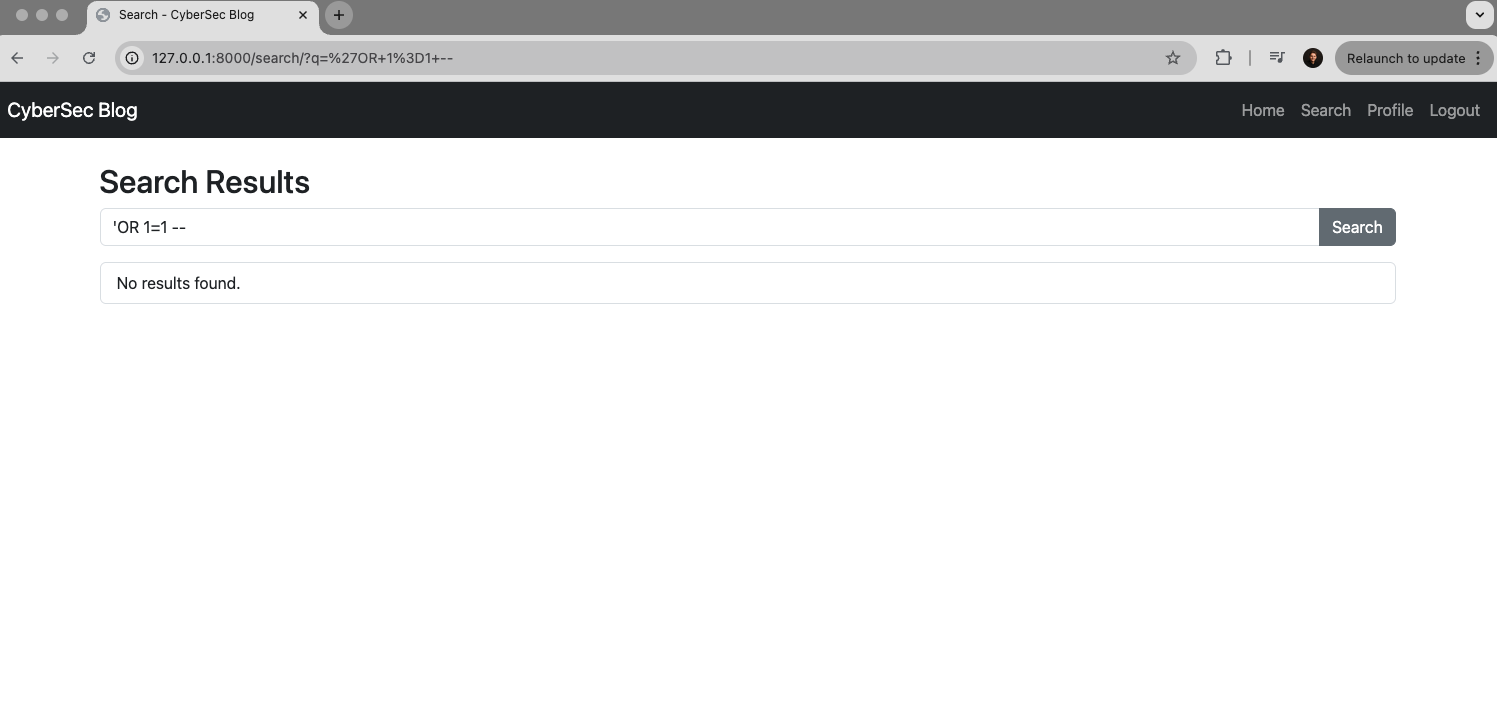 Search - CyberSec Blog
127.0.0.1:8000/search/?q=%27OR+1%3D1+--
Relaunch to update
CyberSec Blog
Home Search Profile Logout
Search Results
'OR 1=1 --
Search
No results found.